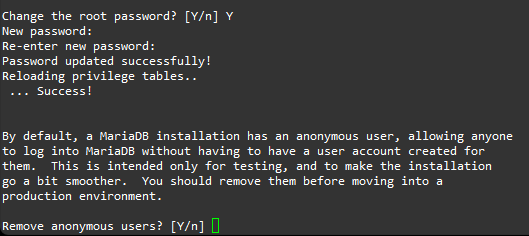 Change the root password? [Y/n] Y
New password:
Re-enter new password:
Password updated successfully!
Reloading privilege tables..
 ... Success!
By default, a MariaDB installation has an anonymous user, allowing anyone
to log into MariaDB without having to have a user account created for
them.  This is intended only for testing, and to make the installation
go a bit smoother.  You should remove them before moving into a
production environment.
Remove anonymous users? [Y/n]